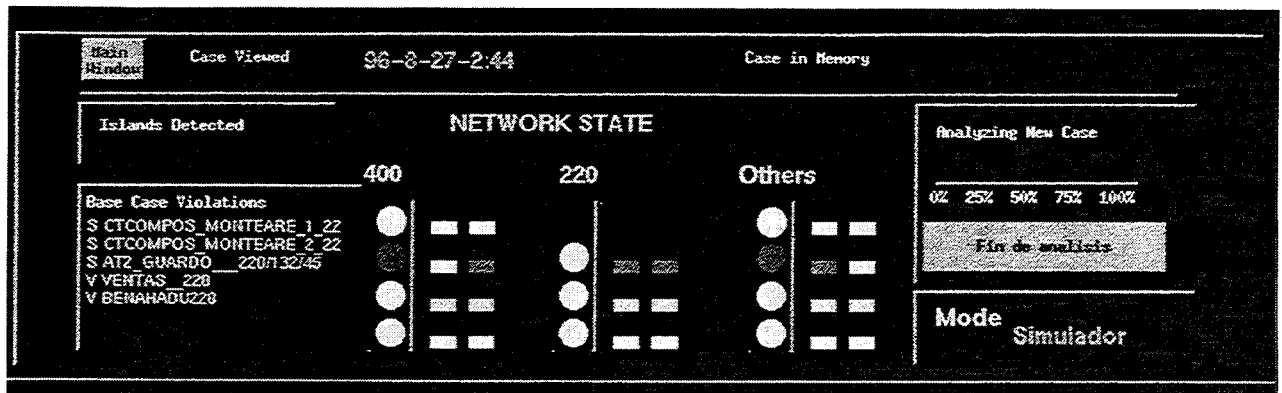 Main
Window
Case Viewed
96-8-27-2:44
Case in Memory
Islands Detected
NETWORK STATE
Analyzing New Case
400
220
Others
0% 25% 50% 75% 100%
Base Case Violations
S CTCOMPOS_MONTEARE_1_22
S CTCOMPOS_MONTEARE_2_22
S AT2_GUARDO___220/132/45
V VENTAS__220
V BENAHADU220
Fin de analisis
Mode
Simulador